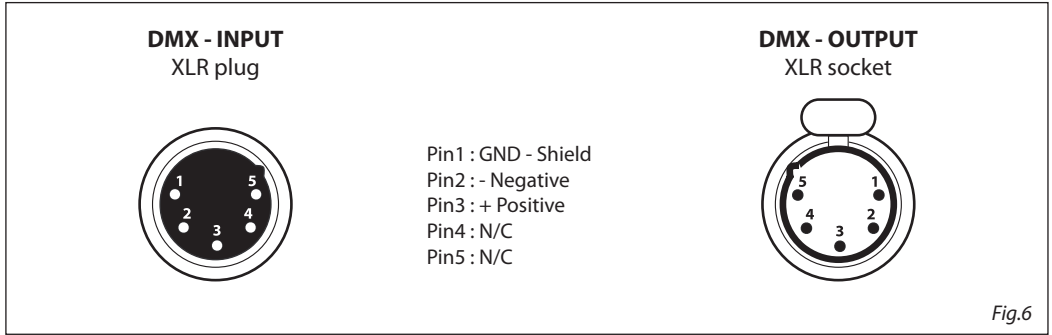 DMX - INPUT
XLR plug
DMX - OUTPUT
XLR socket
1
5
2
4
3
Pin1 : GND - Shield
Pin2 : - Negative
Pin3 : + Positive
Pin4 : N/C
Pin5 : N/C
5
1
4
2
3
Fig.6